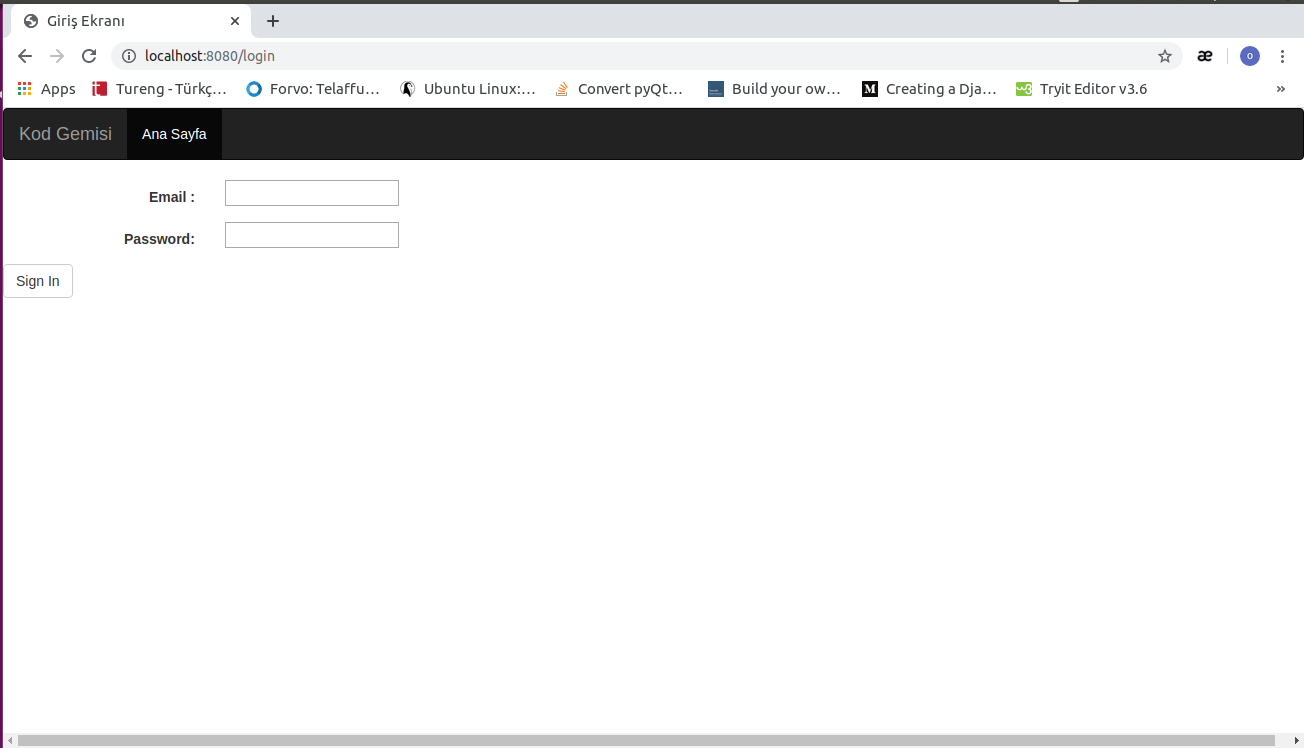 Giriş Ekranı
localhost:8080/login
æ
o
Apps Tureng - Türkç... Forvo: Telaffu... Ubuntu Linux:... Convert pyQt... Build your ow... M Creating a Dja... w3 Tryit Editor v3.6 »
Kod Gemisi Ana Sayfa
Email :
Password:
Sign In